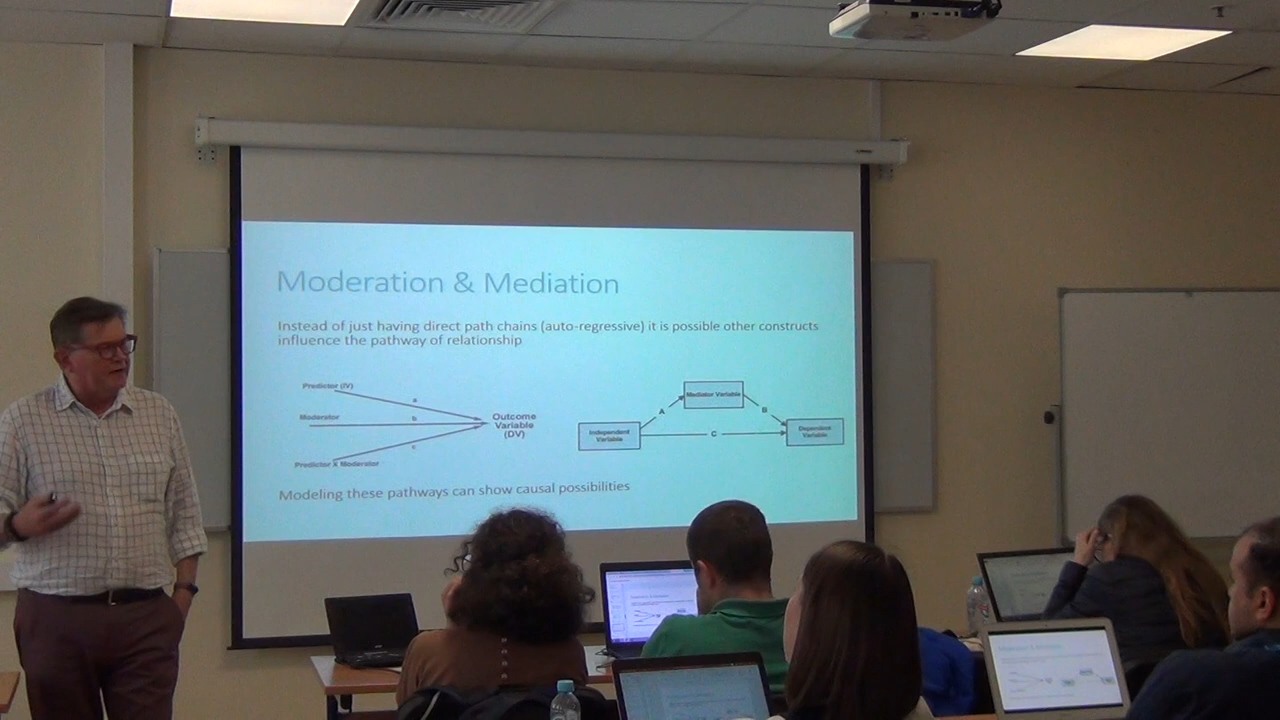 Moderation & Mediation
Instead of just having direct path chains (auto-regressive) it is possible other constructs
influence the pathway of relationship
Predictor (IV)
a
Moderator
b
Predictor X Moderator
c
Outcome
Variable
(DV)
Mediator Variable
A
B
Independent
Variable
C
Dependent
Variable
Modeling these pathways can show causal possibilities